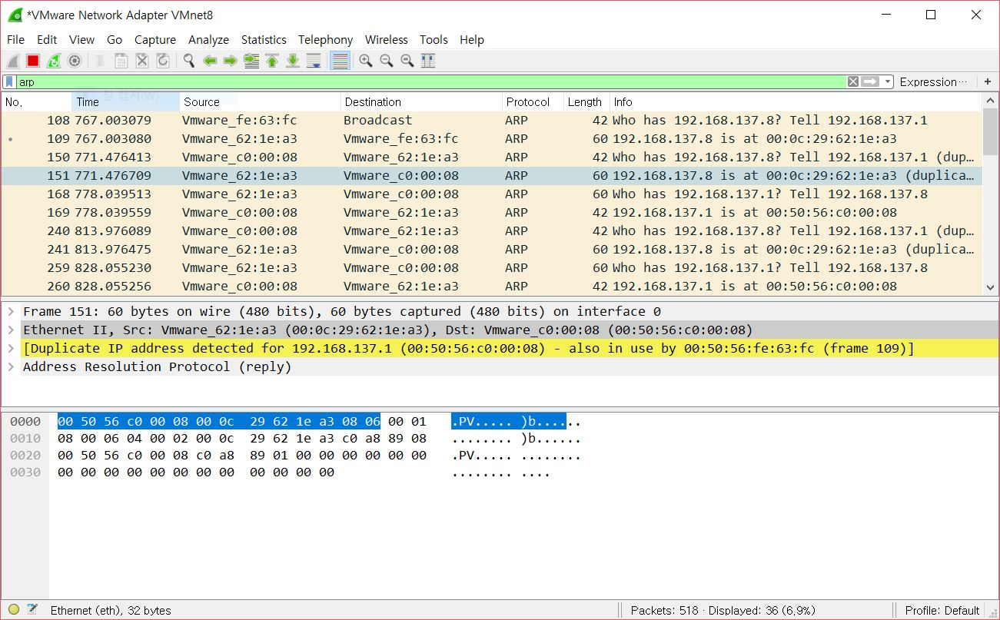 *VMware Network Adapter VMnet8
File Edit View Go Capture Analyze Statistics Telephony Wireless Tools Help
arp Expression… +
No. Time Source Destination Protocol Length Info
108 767.003079 Vmware_fe:63:fc Broadcast ARP 42 Who has 192.168.137.8? Tell 192.168.137.1
109 767.003080 Vmware_62:1e:a3 Vmware_fe:63:fc ARP 60 192.168.137.8 is at 00:0c:29:62:1e:a3
150 771.476413 Vmware_c0:00:08 Vmware_62:1e:a3 ARP 42 Who has 192.168.137.8? Tell 192.168.137.1 (dup…
151 771.476709 Vmware_62:1e:a3 Vmware_c0:00:08 ARP 60 192.168.137.8 is at 00:0c:29:62:1e:a3 (duplica…
168 778.039513 Vmware_62:1e:a3 Vmware_c0:00:08 ARP 60 Who has 192.168.137.1? Tell 192.168.137.8
169 778.039559 Vmware_c0:00:08 Vmware_62:1e:a3 ARP 42 192.168.137.1 is at 00:50:56:c0:00:08
240 813.976089 Vmware_c0:00:08 Vmware_62:1e:a3 ARP 42 Who has 192.168.137.8? Tell 192.168.137.1 (dup…
241 813.976475 Vmware_62:1e:a3 Vmware_c0:00:08 ARP 60 192.168.137.8 is at 00:0c:29:62:1e:a3 (duplica…
259 828.055230 Vmware_62:1e:a3 Vmware_c0:00:08 ARP 60 Who has 192.168.137.1? Tell 192.168.137.8
260 828.055256 Vmware_c0:00:08 Vmware_62:1e:a3 ARP 42 192.168.137.1 is at 00:50:56:c0:00:08
Frame 151: 60 bytes on wire (480 bits), 60 bytes captured (480 bits) on interface 0
Ethernet II, Src: Vmware_62:1e:a3 (00:0c:29:62:1e:a3), Dst: Vmware_c0:00:08 (00:50:56:c0:00:08)
[Duplicate IP address detected for 192.168.137.1 (00:50:56:c0:00:08) - also in use by 00:50:56:fe:63:fc (frame 109)]
Address Resolution Protocol (reply)
0000 00 50 56 c0 00 08 00 0c 29 62 1e a3 08 06 00 01 .PV..... )b......
0010 08 00 06 04 00 02 00 0c 29 62 1e a3 c0 a8 89 08 ........ )b......
0020 00 50 56 c0 00 08 c0 a8 89 01 00 00 00 00 00 00 .PV..... ........
0030 00 00 00 00 00 00 00 00 00 00 00 00 ........ ....
Ethernet (eth), 32 bytes Packets: 518 · Displayed: 36 (6.9%) Profile: Default